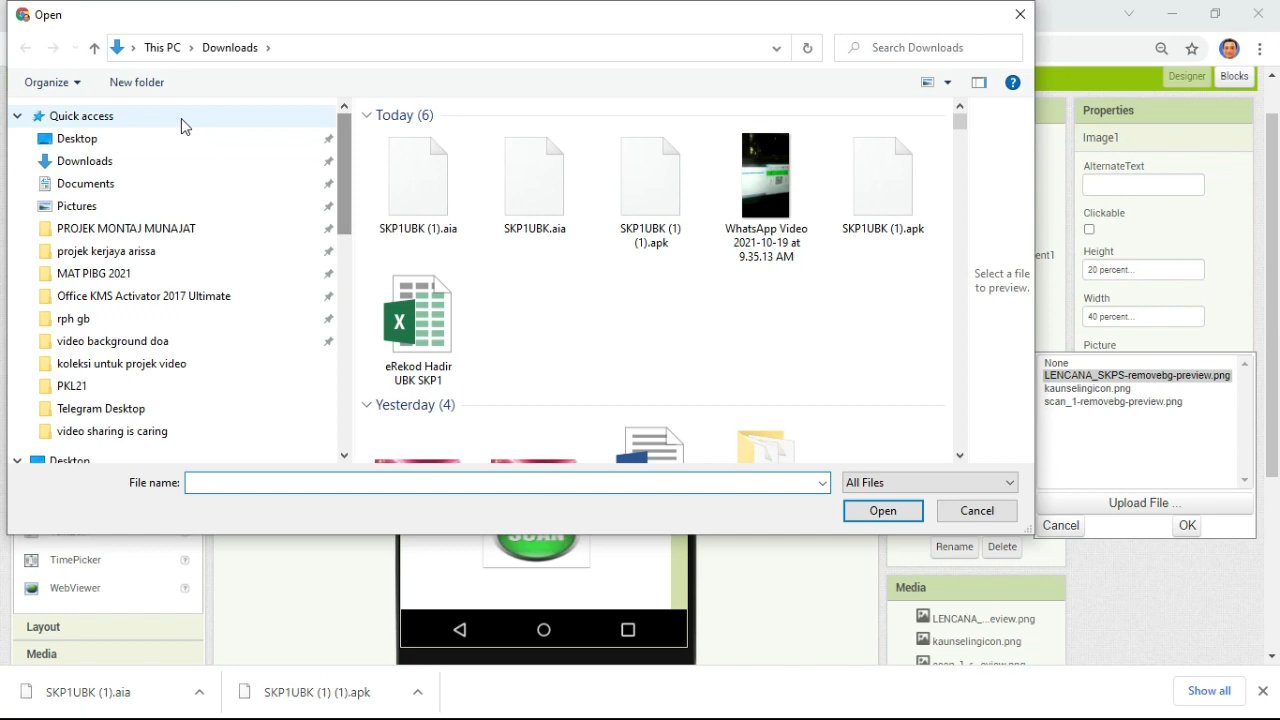 Open
This PC
Downloads
Search Downloads
Organize
New folder
Designer
Blocks
Quick access
Desktop
Downloads
Documents
Pictures
PROJEK MONTAJ MUNAJAT
projek kerjaya arissa
MAT PIBG 2021
Office KMS Activator 2017 Ultimate
rph gb
video background doa
koleksi untuk projek video
PKL21
Telegram Desktop
video sharing is caring
Desktop
Today (6)
SKP1UBK (1).aia
SKP1UBK.aia
SKP1UBK (1)
(1).apk
WhatsApp Video
2021-10-19 at
9.35.13 AM
SKP1UBK (1).apk
eRekod Hadir
UBK SKP1
Yesterday (4)
Select a file
to preview.
File name:
All Files
Open
Cancel
Properties
Image1
AlternateText
Clickable
Height
20 percent...
Width
40 percent...
Picture
None
LENCANA_SKPS-removebg-preview.png
kaunselingicon.png
scan_1-removebg-preview.png
Upload File ...
Cancel
OK
ent1
Rename
Delete
Media
LENCANA_...eview.png
kaunselingicon.png
TimePicker
WebViewer
Layout
Media
SCAN
SKP1UBK (1).aia
SKP1UBK (1) (1).apk
Show all